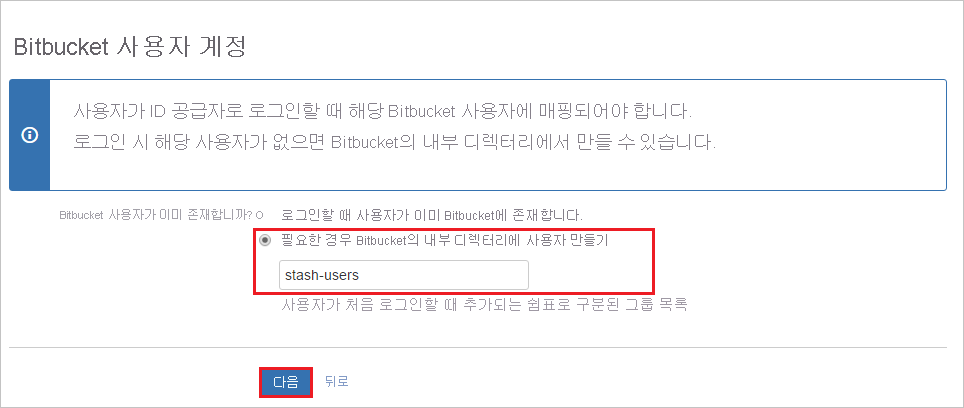 Bitbucket 사용자 계정
사용자가 ID 공급자로 로그인할 때 해당 Bitbucket 사용자에 매핑되어야 합니다.
로그인 시 해당 사용자가 없으면 Bitbucket의 내부 디렉터리에서 만들 수 있습니다.
Bitbucket 사용자가 이미 존재합니까? 로그인할 때 사용자가 이미 Bitbucket에 존재합니다.
필요한 경우 Bitbucket의 내부 디렉터리에 사용자 만들기
stash-users
사용자가 처음 로그인할 때 추가되는 쉼표로 구분된 그룹 목록
다음 뒤로